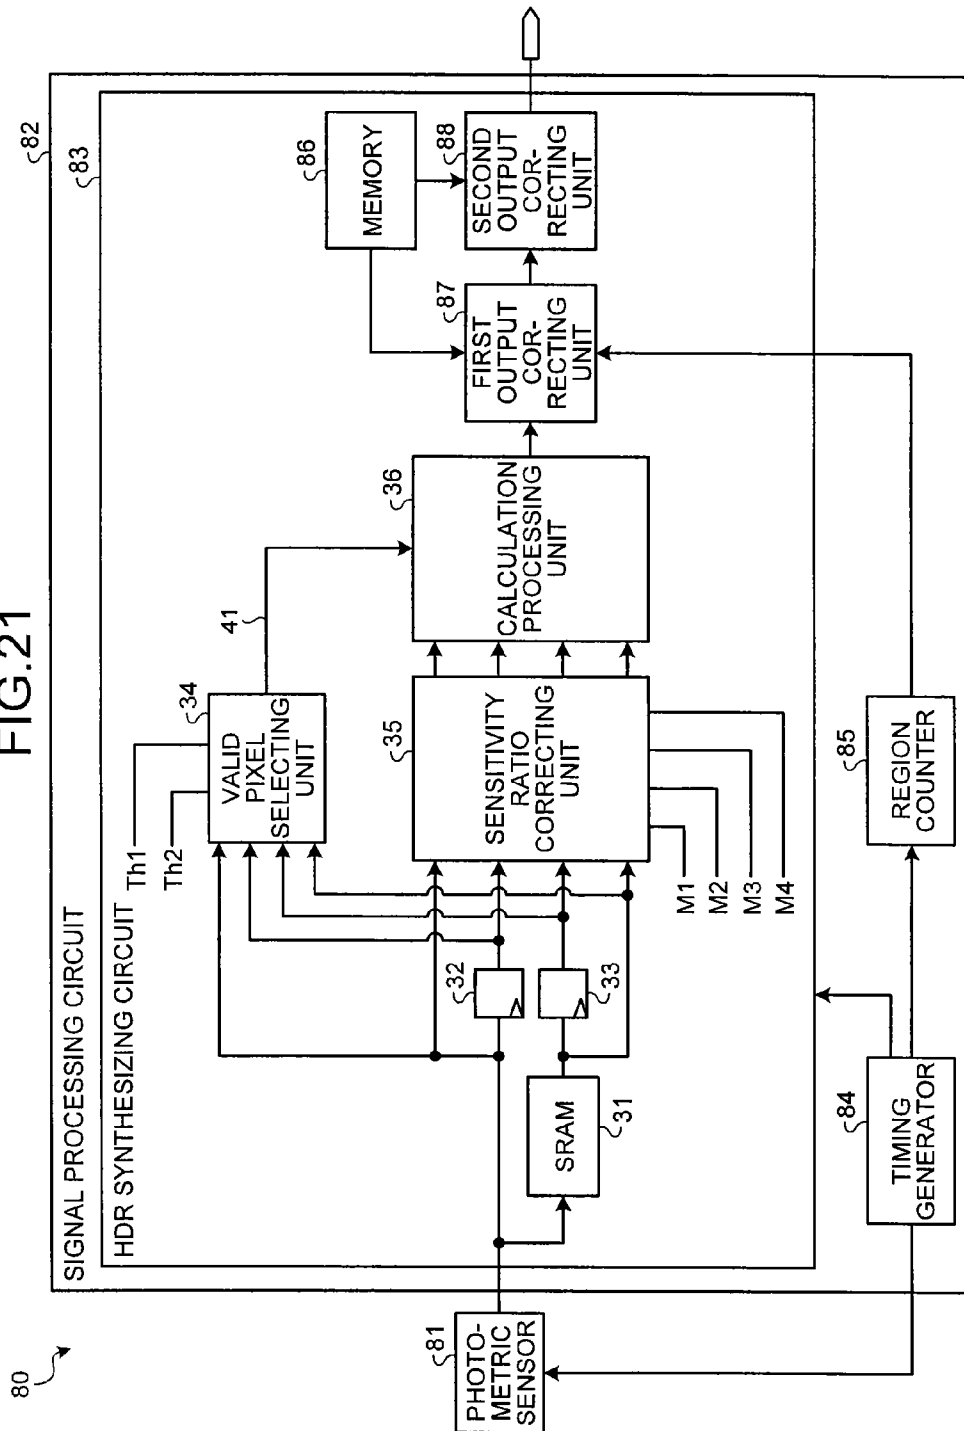 FIG.21
80
82
SIGNAL PROCESSING CIRCUIT
83
HDR SYNTHESIZING CIRCUIT
Th1
Th2
34
VALID
PIXEL
SELECTING
UNIT
41
86
MEMORY
81
PHOTO-
METRIC
SENSOR
31
SRAM
32
33
35
SENSITIVITY
RATIO
CORRECTING
UNIT
M1
M2
M3
M4
36
CALCULATION
PROCESSING
UNIT
87
FIRST
OUTPUT
COR-
RECTING
UNIT
88
SECOND
OUTPUT
COR-
RECTING
UNIT
84
TIMING
GENERATOR
85
REGION
COUNTER